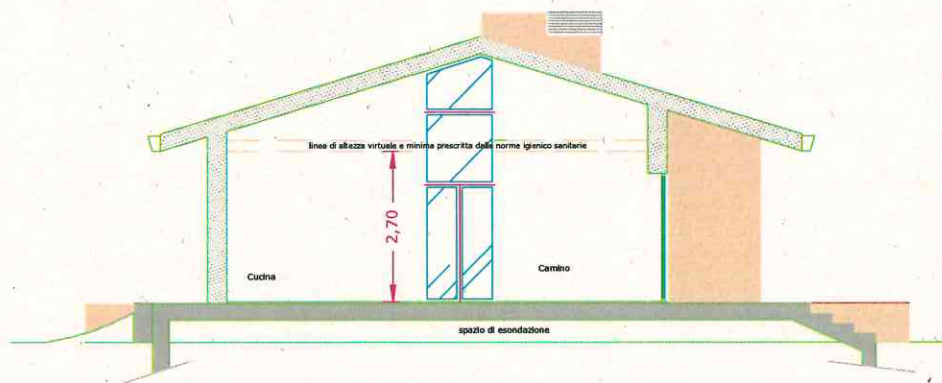 linea di altezza virtuale e minima prescritta dalle norme igienico sanitarie
2,70
Cucina
Camino
spazio di esondazione